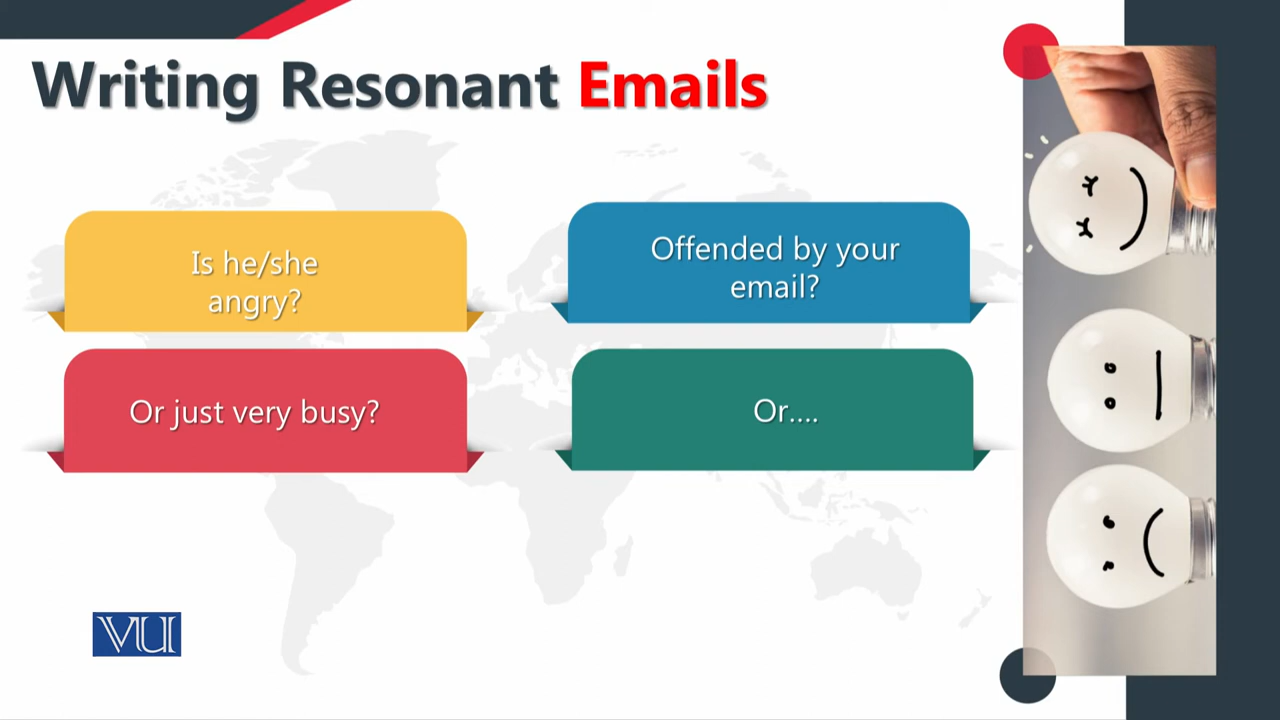 Writing Resonant Emails
Is he/she
angry?
Offended by your
email?
Or just very busy?
Or....
VU